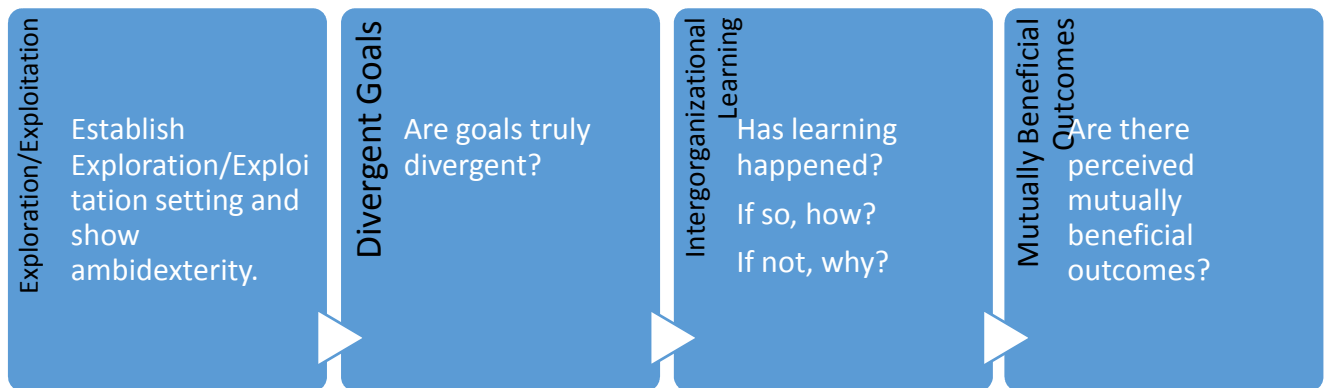 Exploration/Exploitation
Establish
Exploration/Exploi
tation setting and
show
ambidexterity.
Divergent Goals
Are goals truly
divergent?
Intergorganizational
Learning
Has learning
happened?
If so, how?
If not, why?
Mutually Beneficial
Outcomes
Are there
perceived
mutually
beneficial
outcomes?